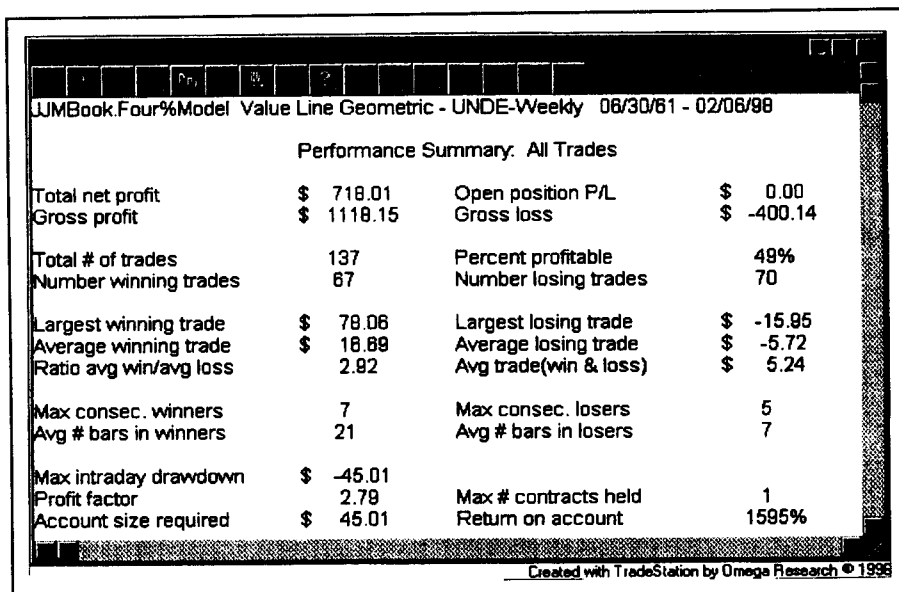 JJMBook.Four%Model Value Line Geometric - UNDE-Weekly 06/30/61 - 02/06/98
Performance Summary: All Trades
Total net profit $ 718.01 Open position P/L $ 0.00
Gross profit $ 1118.15 Gross loss $ -400.14
Total # of trades 137 Percent profitable 49%
Number winning trades 67 Number losing trades 70
Largest winning trade $ 78.06 Largest losing trade $ -15.95
Average winning trade $ 16.69 Average losing trade $ -5.72
Ratio avg win/avg loss 2.92 Avg trade(win & loss) $ 5.24
Max consec. winners 7 Max consec. losers 5
Avg # bars in winners 21 Avg # bars in losers 7
Max intraday drawdown $ -45.01
Profit factor 2.79 Max # contracts held 1
Account size required $ 45.01 Return on account 1595%
Created with TradeStation by Omega Research © 1996